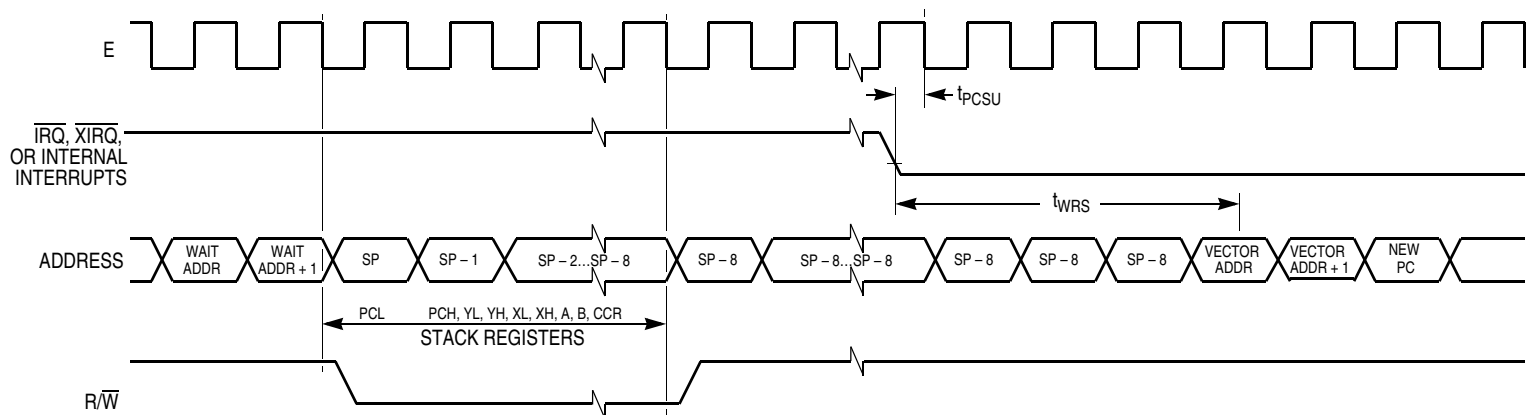 E
tPCSU
IRQ, XIRQ,
OR INTERNAL
INTERRUPTS
tWRS
ADDRESS
WAIT
ADDR
WAIT
ADDR + 1
SP
SP – 1
SP – 2...SP – 8
SP – 8
SP – 8...SP – 8
SP – 8
SP – 8
SP – 8
VECTOR
ADDR
VECTOR
ADDR + 1
NEW
PC
PCL
PCH, YL, YH, XL, XH, A, B, CCR
STACK REGISTERS
R/W